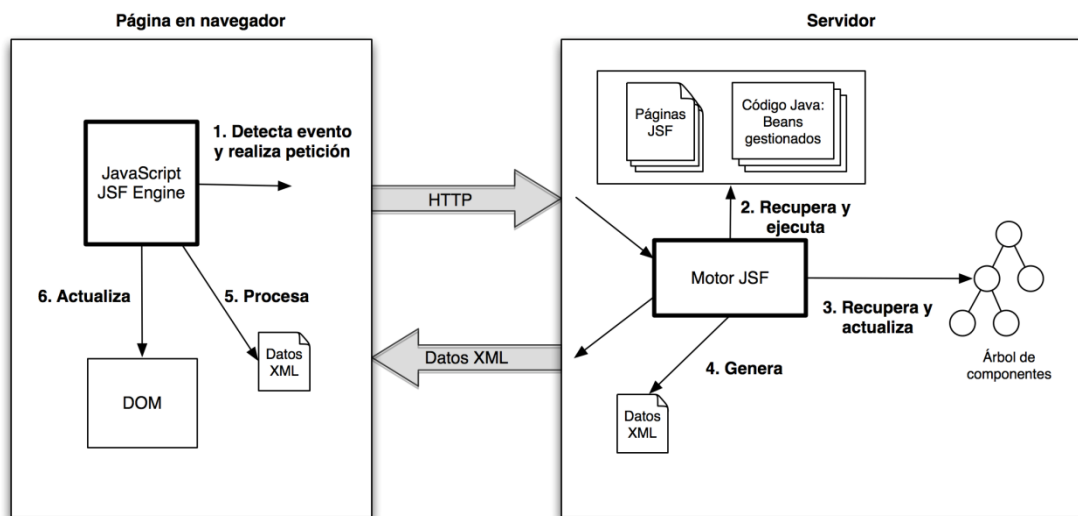 Página en navegador
Servidor
JavaScript
JSF Engine
1. Detecta evento
y realiza petición
HTTP
Páginas
JSF
Código Java:
Beans
gestionados
2. Recupera y
ejecuta
Motor JSF
3. Recupera y
actualiza
Árbol de
componentes
4. Genera
Datos
XML
Datos XML
5. Procesa
Datos
XML
6. Actualiza
DOM